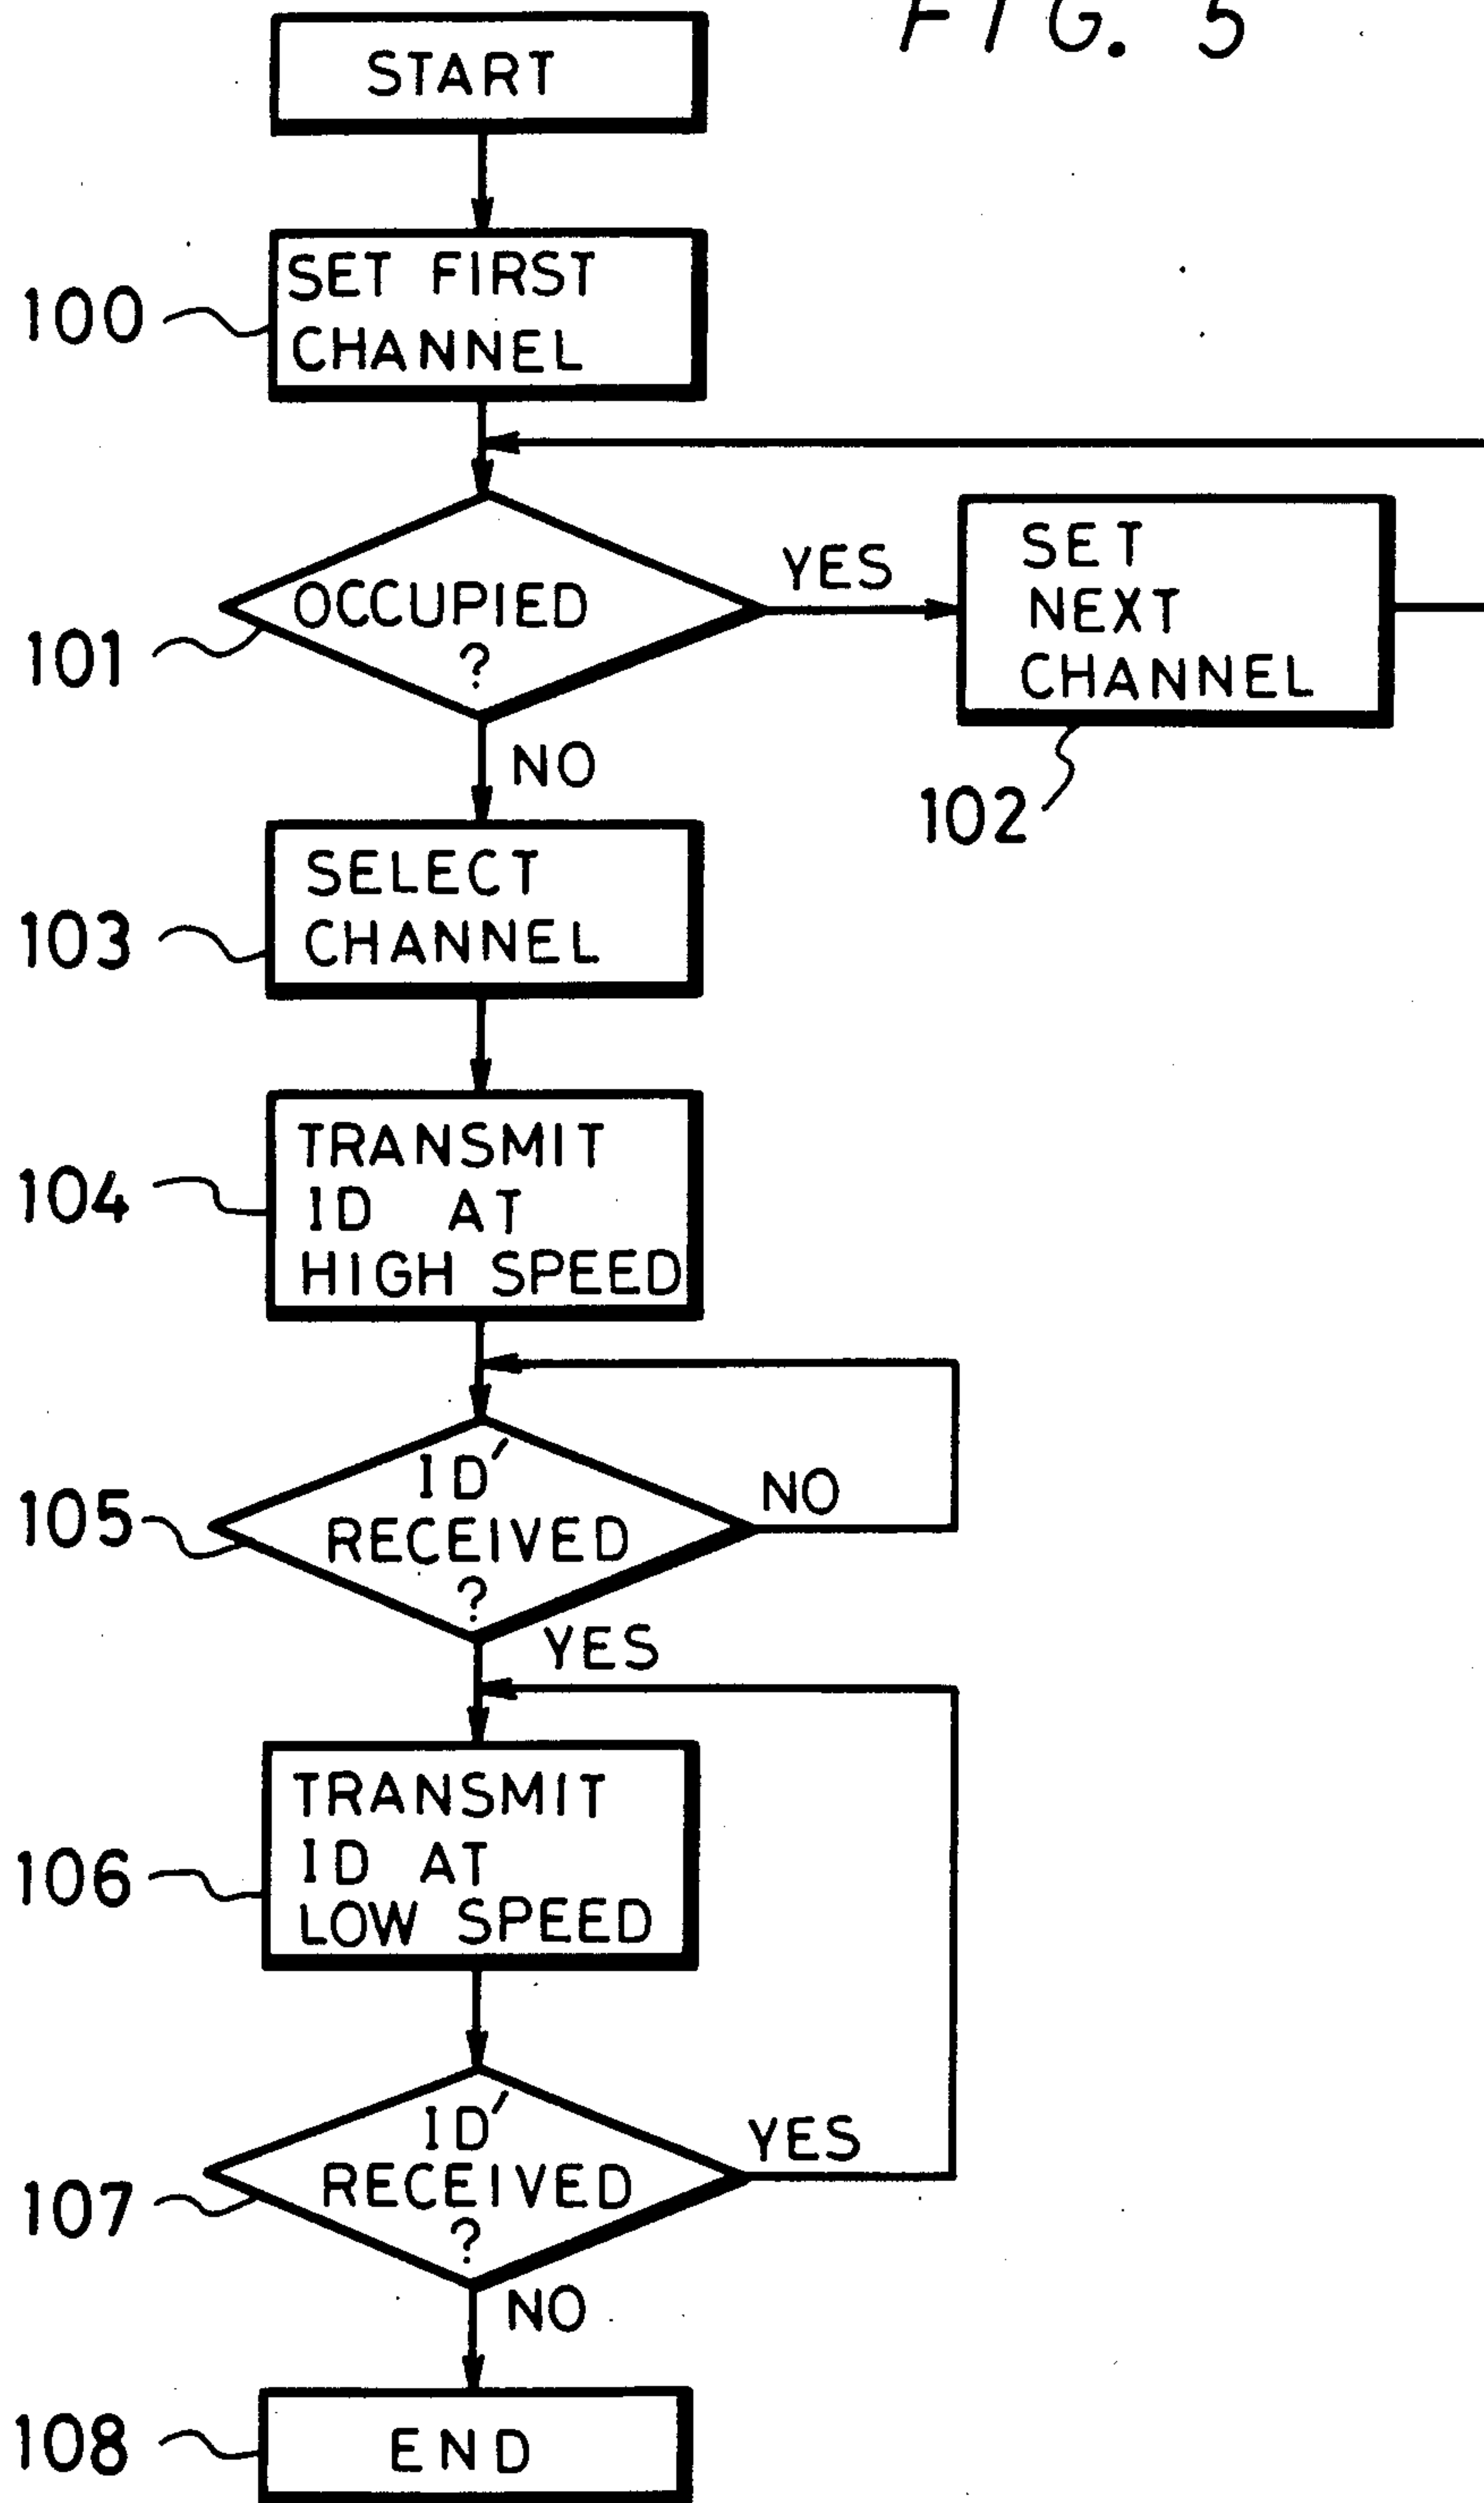 FIG. 5
START
100
SET FIRST
CHANNEL
101
OCCUPIED
?
YES
SET
NEXT
CHANNEL
102
NO
103
SELECT
CHANNEL
104
TRANSMIT
ID AT
HIGH SPEED
105
ID'
RECEIVED
?
NO
YES
106
TRANSMIT
ID AT
LOW SPEED
107
ID'
RECEIVED
?
YES
NO
108
END